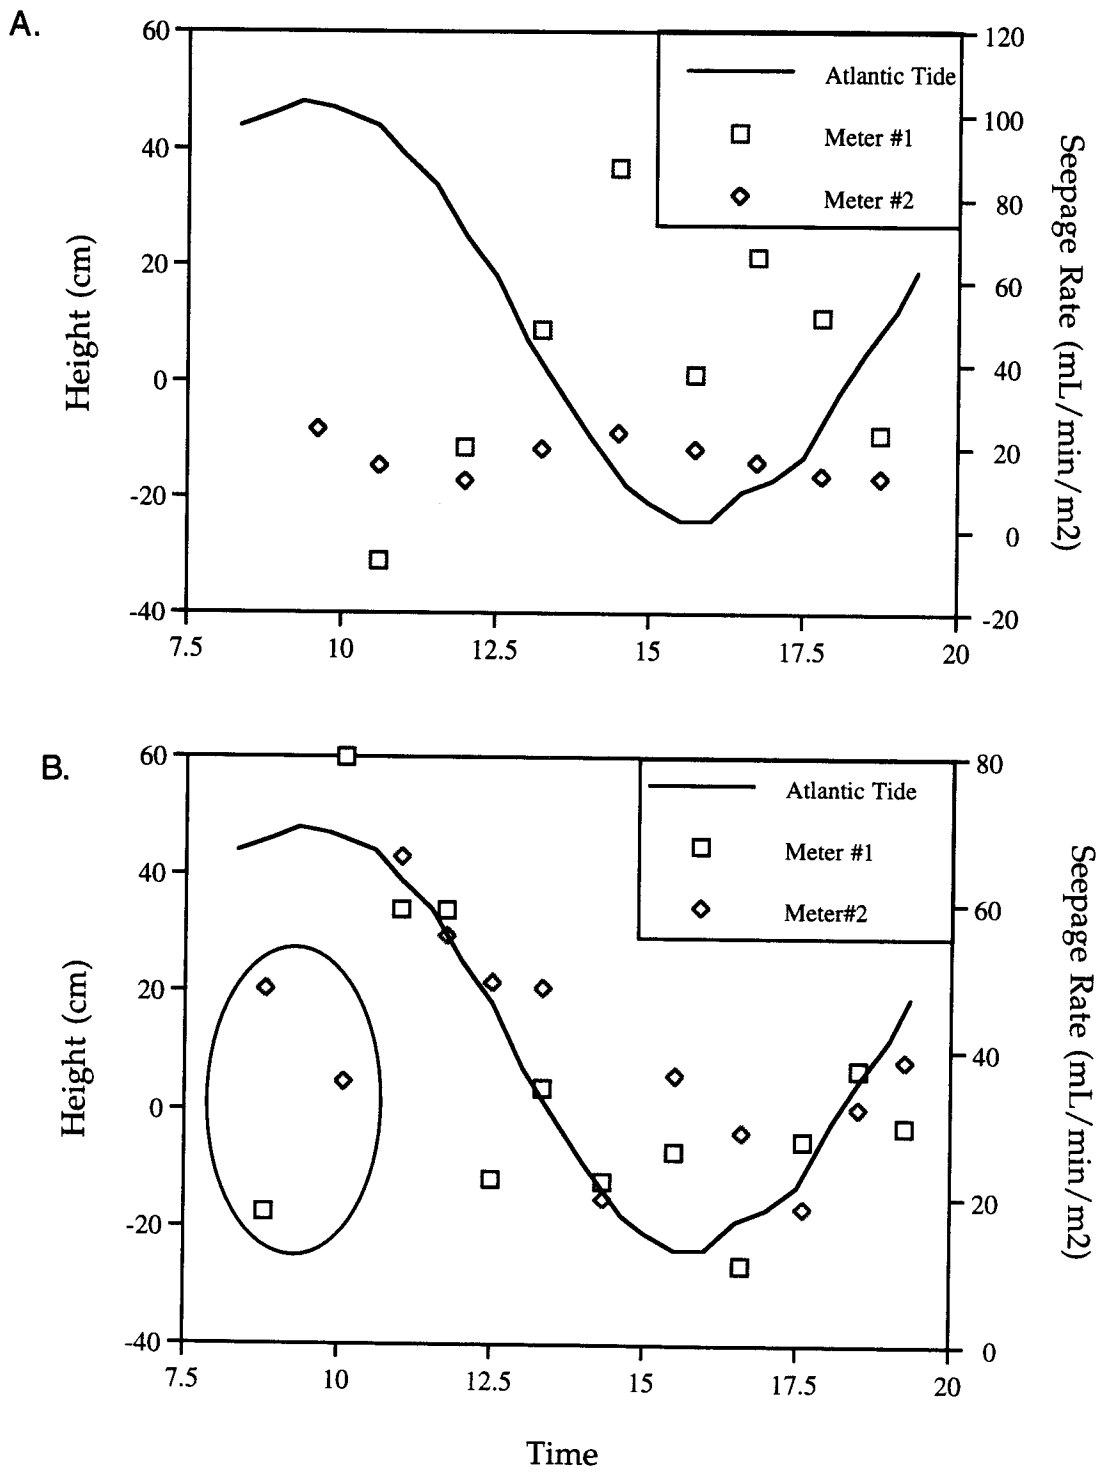 A.
60
40
20
0
-20
-40
Height (cm)
7.5
10
12.5
15
17.5
20
120
100
80
60
40
20
0
-20
Seepage Rate (mL/min/m2)
Atlantic Tide
Meter #1
Meter #2
B.
60
40
20
0
-20
-40
Height (cm)
7.5
10
12.5
15
17.5
20
80
60
40
20
0
Seepage Rate (mL/min/m2)
Atlantic Tide
Meter #1
Meter#2
Time